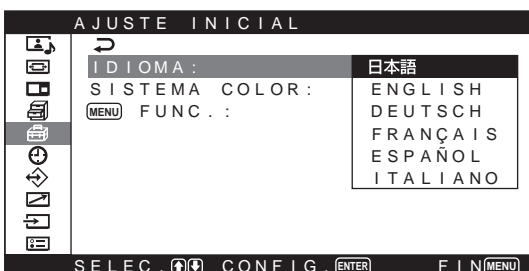 AJUSTE INICIAL
IDIOMA: 日本語
SISTEMA COLOR: ENGLISH
MENU FUNC.: DEUTSCH
FRANÇAIS
ESPAÑOL
ITALIANO
SELEC. CONFIG. ENTER FIN MENU